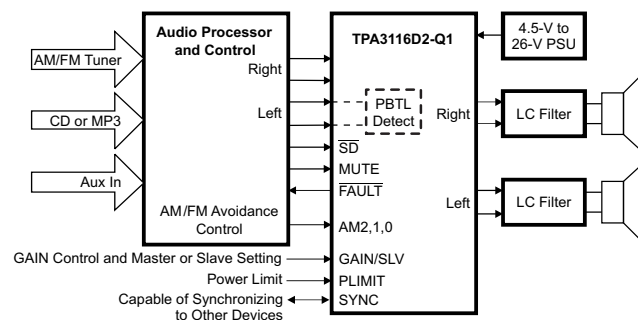 Audio Processor
and Control
Right
Left
AM/FM Avoidance
Control
AM/FM Tuner
CD or MP3
Aux In
TPA3116D2-Q1
PBTL
Detect
SD
MUTE
FAULT
AM2,1,0
GAIN/SLV
PLIMIT
SYNC
Right
Left
4.5-V to
26-V PSU
LC Filter
LC Filter
GAIN Control and Master or Slave Setting
Power Limit
Capable of Synchronizing
to Other Devices